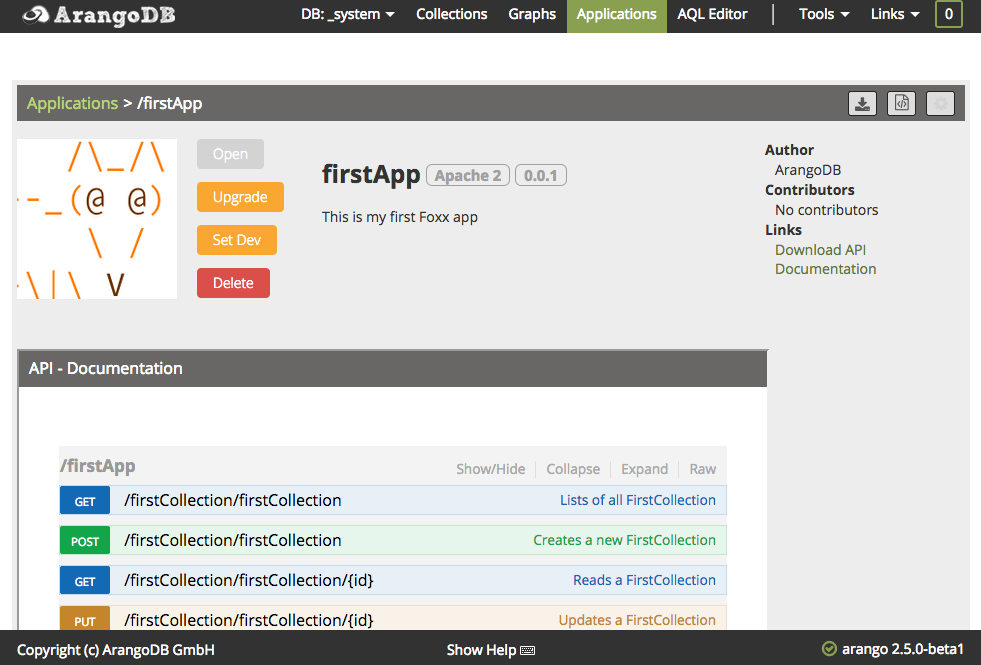 ArangoDB DB: _system Collections Graphs Applications AQL Editor Tools Links 0
Applications > /firstApp
Open
Upgrade
Set Dev
Delete
firstApp Apache 2 0.0.1
This is my first Foxx app
Author
ArangoDB
Contributors
No contributors
Links
Download API
Documentation
API - Documentation
/firstApp Show/Hide Collapse Expand Raw
GET /firstCollection/firstCollection Lists of all FirstCollection
POST /firstCollection/firstCollection Creates a new FirstCollection
GET /firstCollection/firstCollection/{id} Reads a FirstCollection
PUT /firstCollection/firstCollection/{id} Updates a FirstCollection
Copyright (c) ArangoDB GmbH Show Help arango 2.5.0-beta1